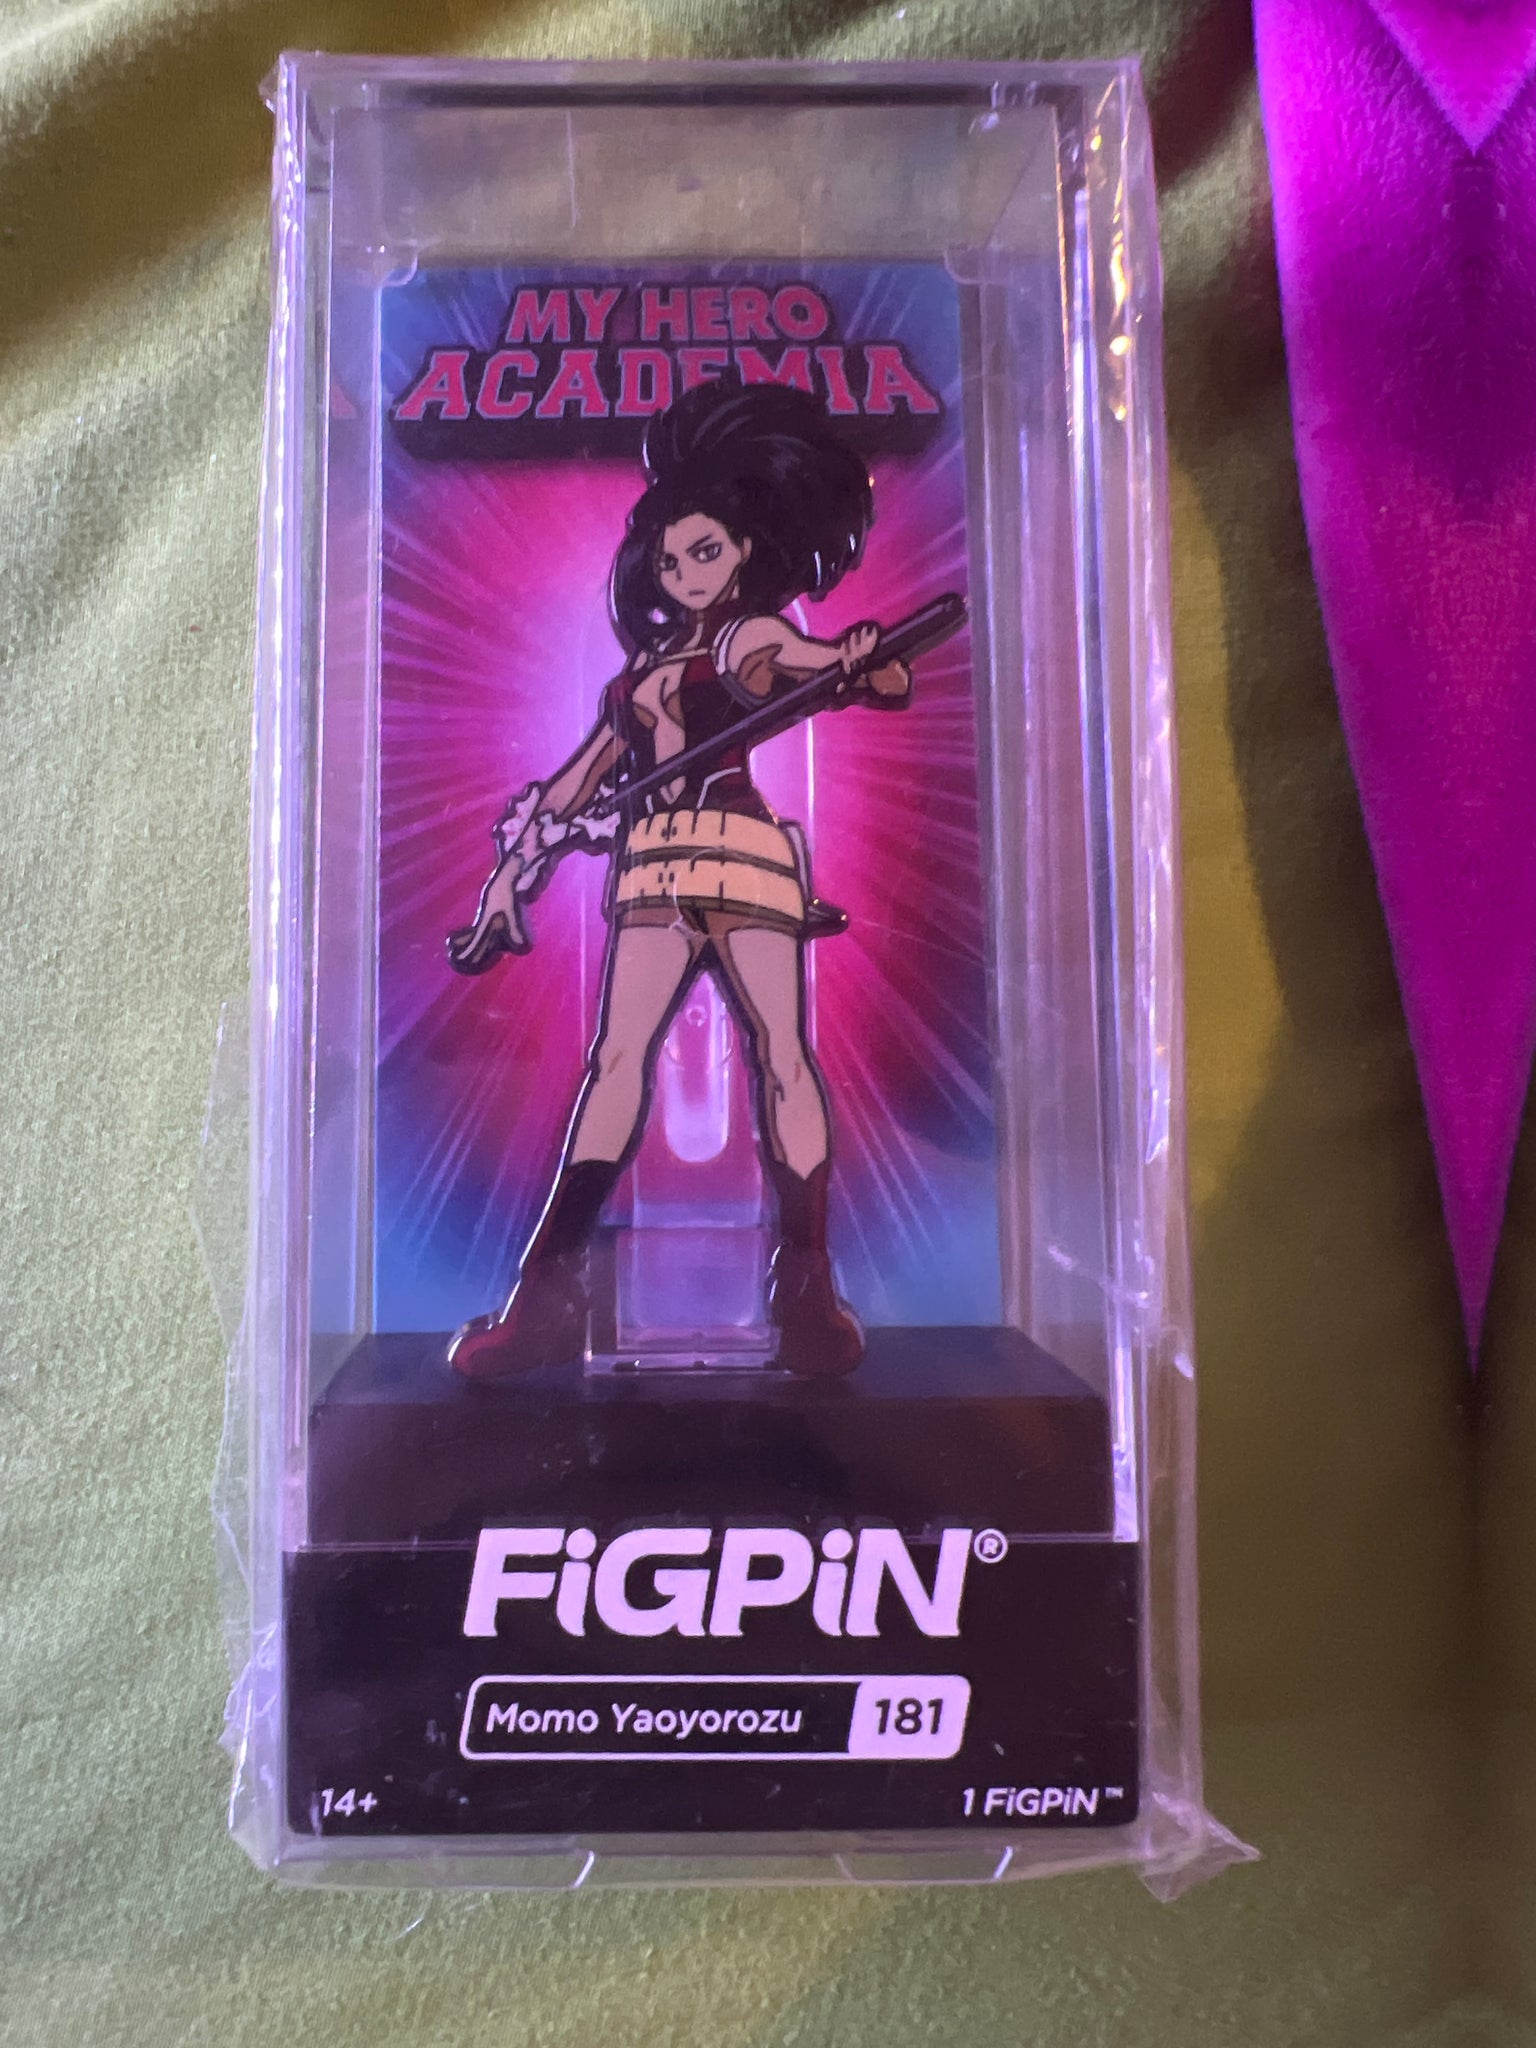 MY HERO
ACADEMIA
FiGPiN®
Momo Yaoyorozu 181
14+ 1 FiGPiN™